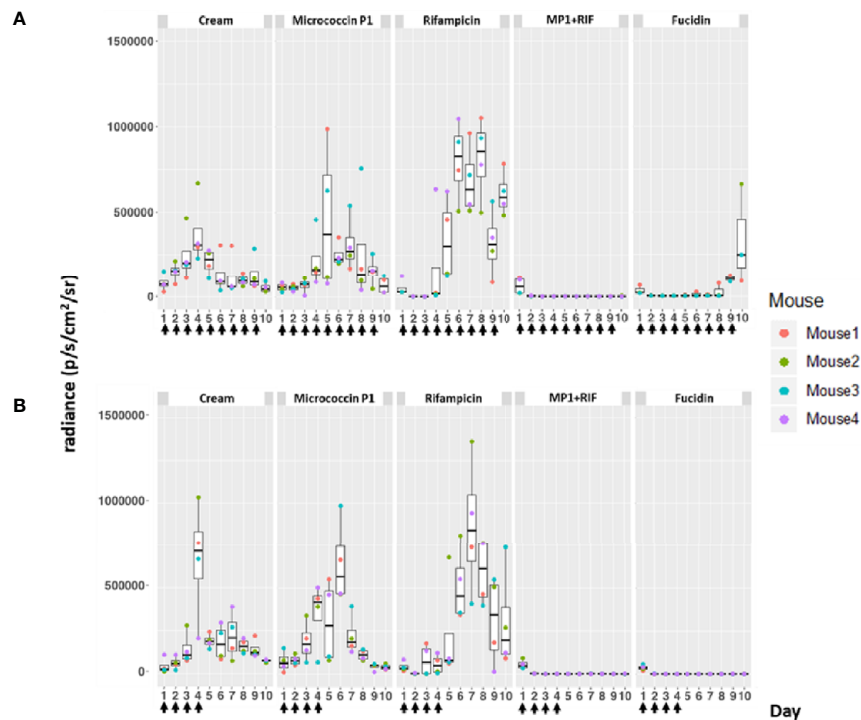 A
Cream Micrococcin P1 Rifampicin MP1+RIF Fucidin
1500000
1000000
500000
0
1 2 3 4 5 6 7 8 9 10 1 2 3 4 5 6 7 8 9 10 1 2 3 4 5 6 7 8 9 10 1 2 3 4 5 6 7 8 9 10 1 2 3 4 5 6 7 8 9 10
radiance (p/s/cm²/sr)
Mouse
Mouse1
Mouse2
Mouse3
Mouse4
B
Cream Micrococcin P1 Rifampicin MP1+RIF Fucidin
1500000
1000000
500000
0
1 2 3 4 5 6 7 8 9 10 1 2 3 4 5 6 7 8 9 10 1 2 3 4 5 6 7 8 9 10 1 2 3 4 5 6 7 8 9 10 1 2 3 4 5 6 7 8 9 10
Day